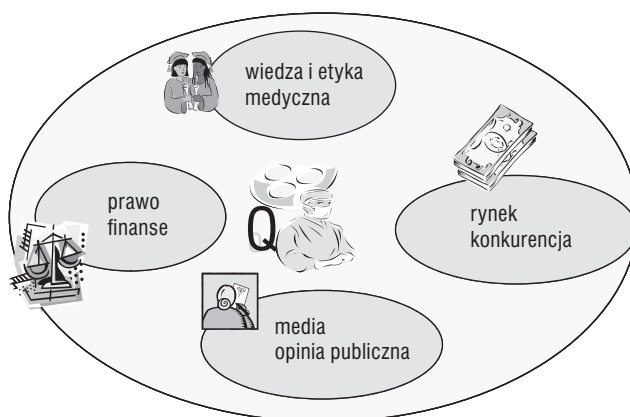 wiedza i etyka
medyczna
prawo
finanse
Q
rynek
konkurencja
media
opinia publiczna